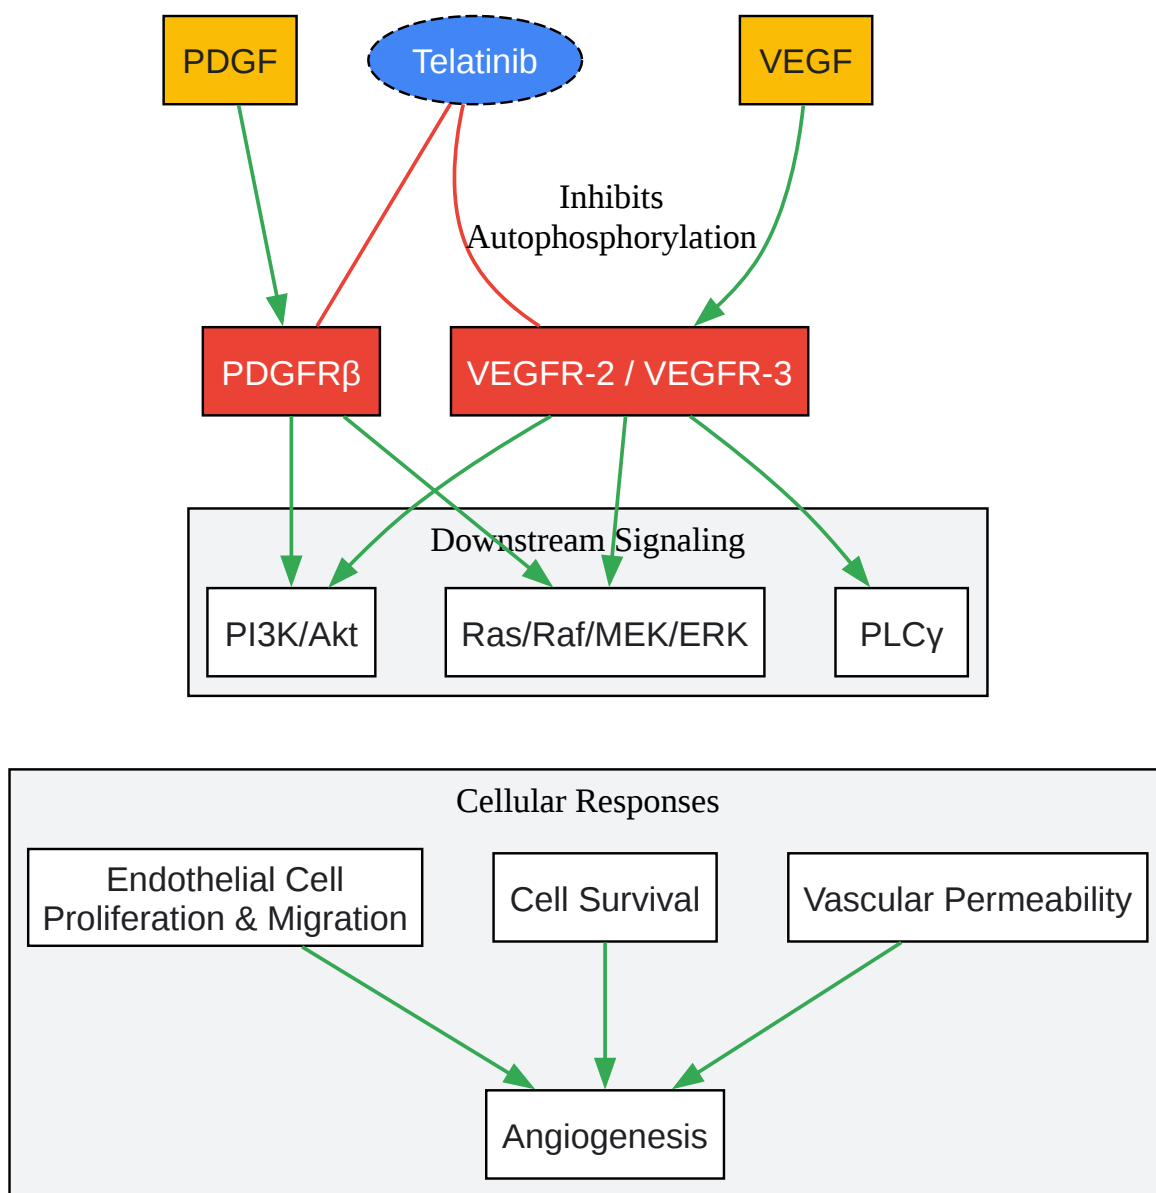 PDGF
Telatinib
VEGF
Inhibits
Autophosphorylation
PDGFRβ
VEGFR-2 / VEGFR-3
Downstream Signaling
PI3K/Akt
Ras/Raf/MEK/ERK
PLCγ
Cellular Responses
Endothelial Cell
Proliferation & Migration
Cell Survival
Vascular Permeability
Angiogenesis